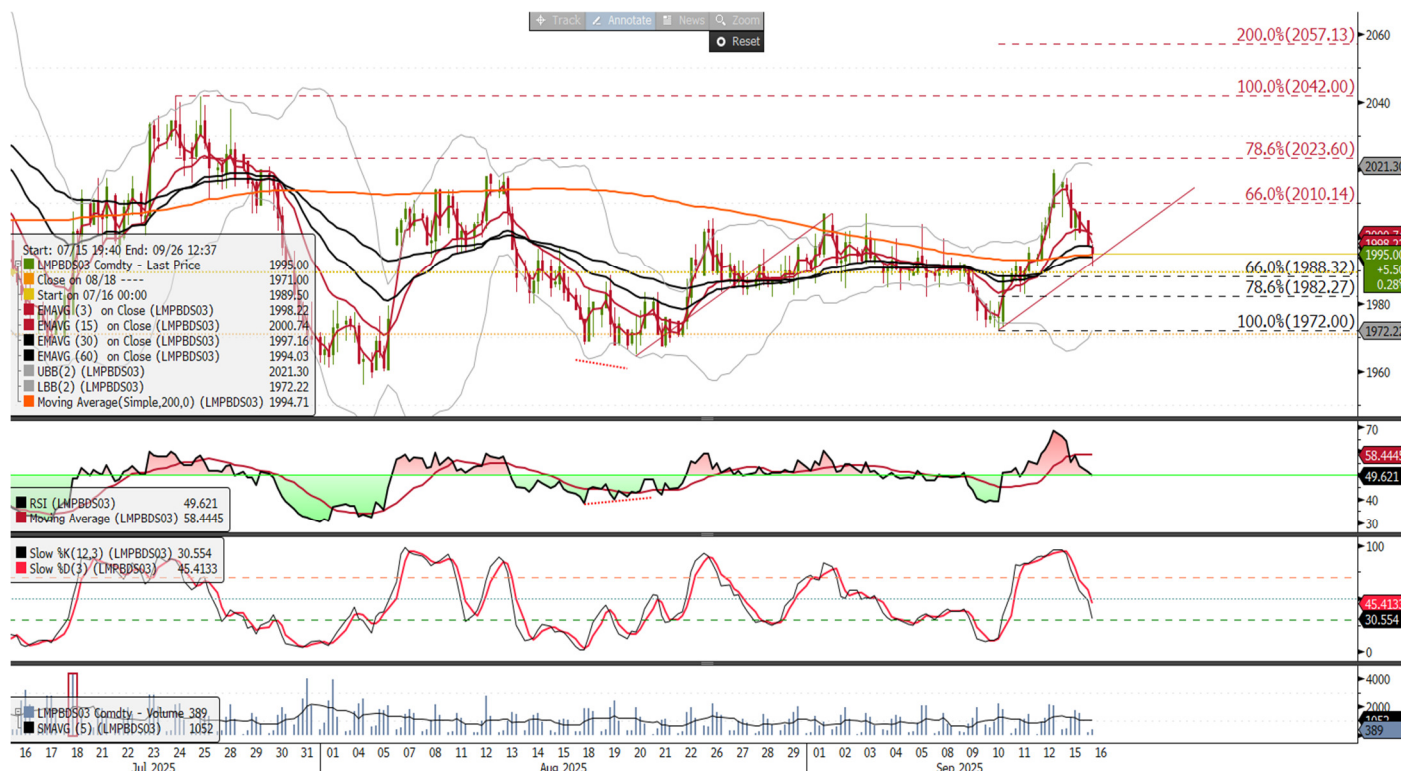 Track Annotate News Zoom
Reset
2060
200.0%(2057.13)
100.0%(2042.00)
2040
78.6%(2023.60)
2021.30
66.0%(2010.14)
1998.22
1995.00
+5.50
0.28%
66.0%(1988.32)
78.6%(1982.27)
1980
100.0%(1972.00)
1972.22
1960
Start: 07/15 19:40 End: 09/26 12:37
LMPBDS03 Comdty - Last Price 1995.00
Close on 08/18 ---- 1971.00
Start on 07/16 00:00 1989.50
EMAVG (3) on Close (LMPBDS03) 1998.22
EMAVG (15) on Close (LMPBDS03) 2000.74
EMAVG (30) on Close (LMPBDS03) 1997.16
EMAVG (60) on Close (LMPBDS03) 1994.03
UBB(2) (LMPBDS03) 2021.30
LBB(2) (LMPBDS03) 1972.22
Moving Average(Simple,200,0) (LMPBDS03) 1994.71
70
58.4445
49.621
40
30
RSI (LMPBDS03) 49.621
Moving Average (LMPBDS03) 58.4445
100
45.4133
30.554
0
Slow %K(12,3) (LMPBDS03) 30.554
Slow %D(3) (LMPBDS03) 45.4133
4000
2000
1052
389
LMPBDS03 Comdty - Volume 389
SMAVG (5) (LMPBDS03) 1052
16 17 18 21 22 23 24 25 28 29 30 31 01 04 05 06 07 08 11 12 13 14 15 18 19 20 21 22 26 27 28 29 01 02 03 04 05 08 09 10 11 12 15 16
Jul 2025 Aug 2025 Sep 2025